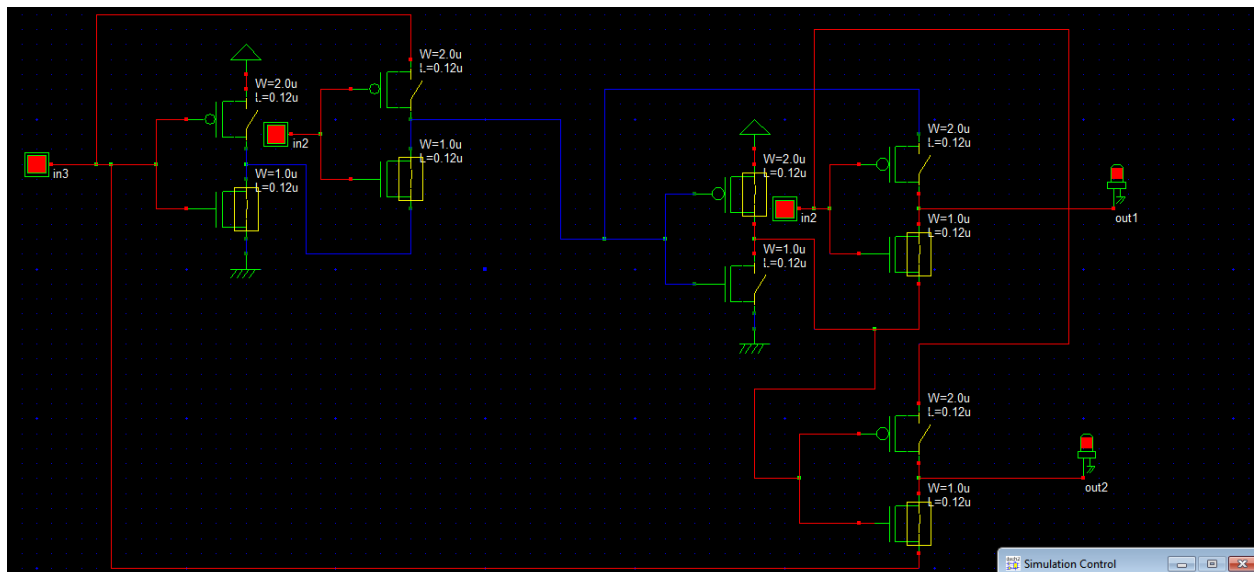 W=2.0u
L=0.12u
W=2.0u
L=0.12u
in2
W=1.0u
L=0.12u
in3
W=1.0u
L=0.12u
W=2.0u
L=0.12u
W=2.0u
L=0.12u
in2
out1
W=1.0u
L=0.12u
W=1.0u
L=0.12u
W=2.0u
L=0.12u
out2
W=1.0u
L=0.12u
Simulation Control